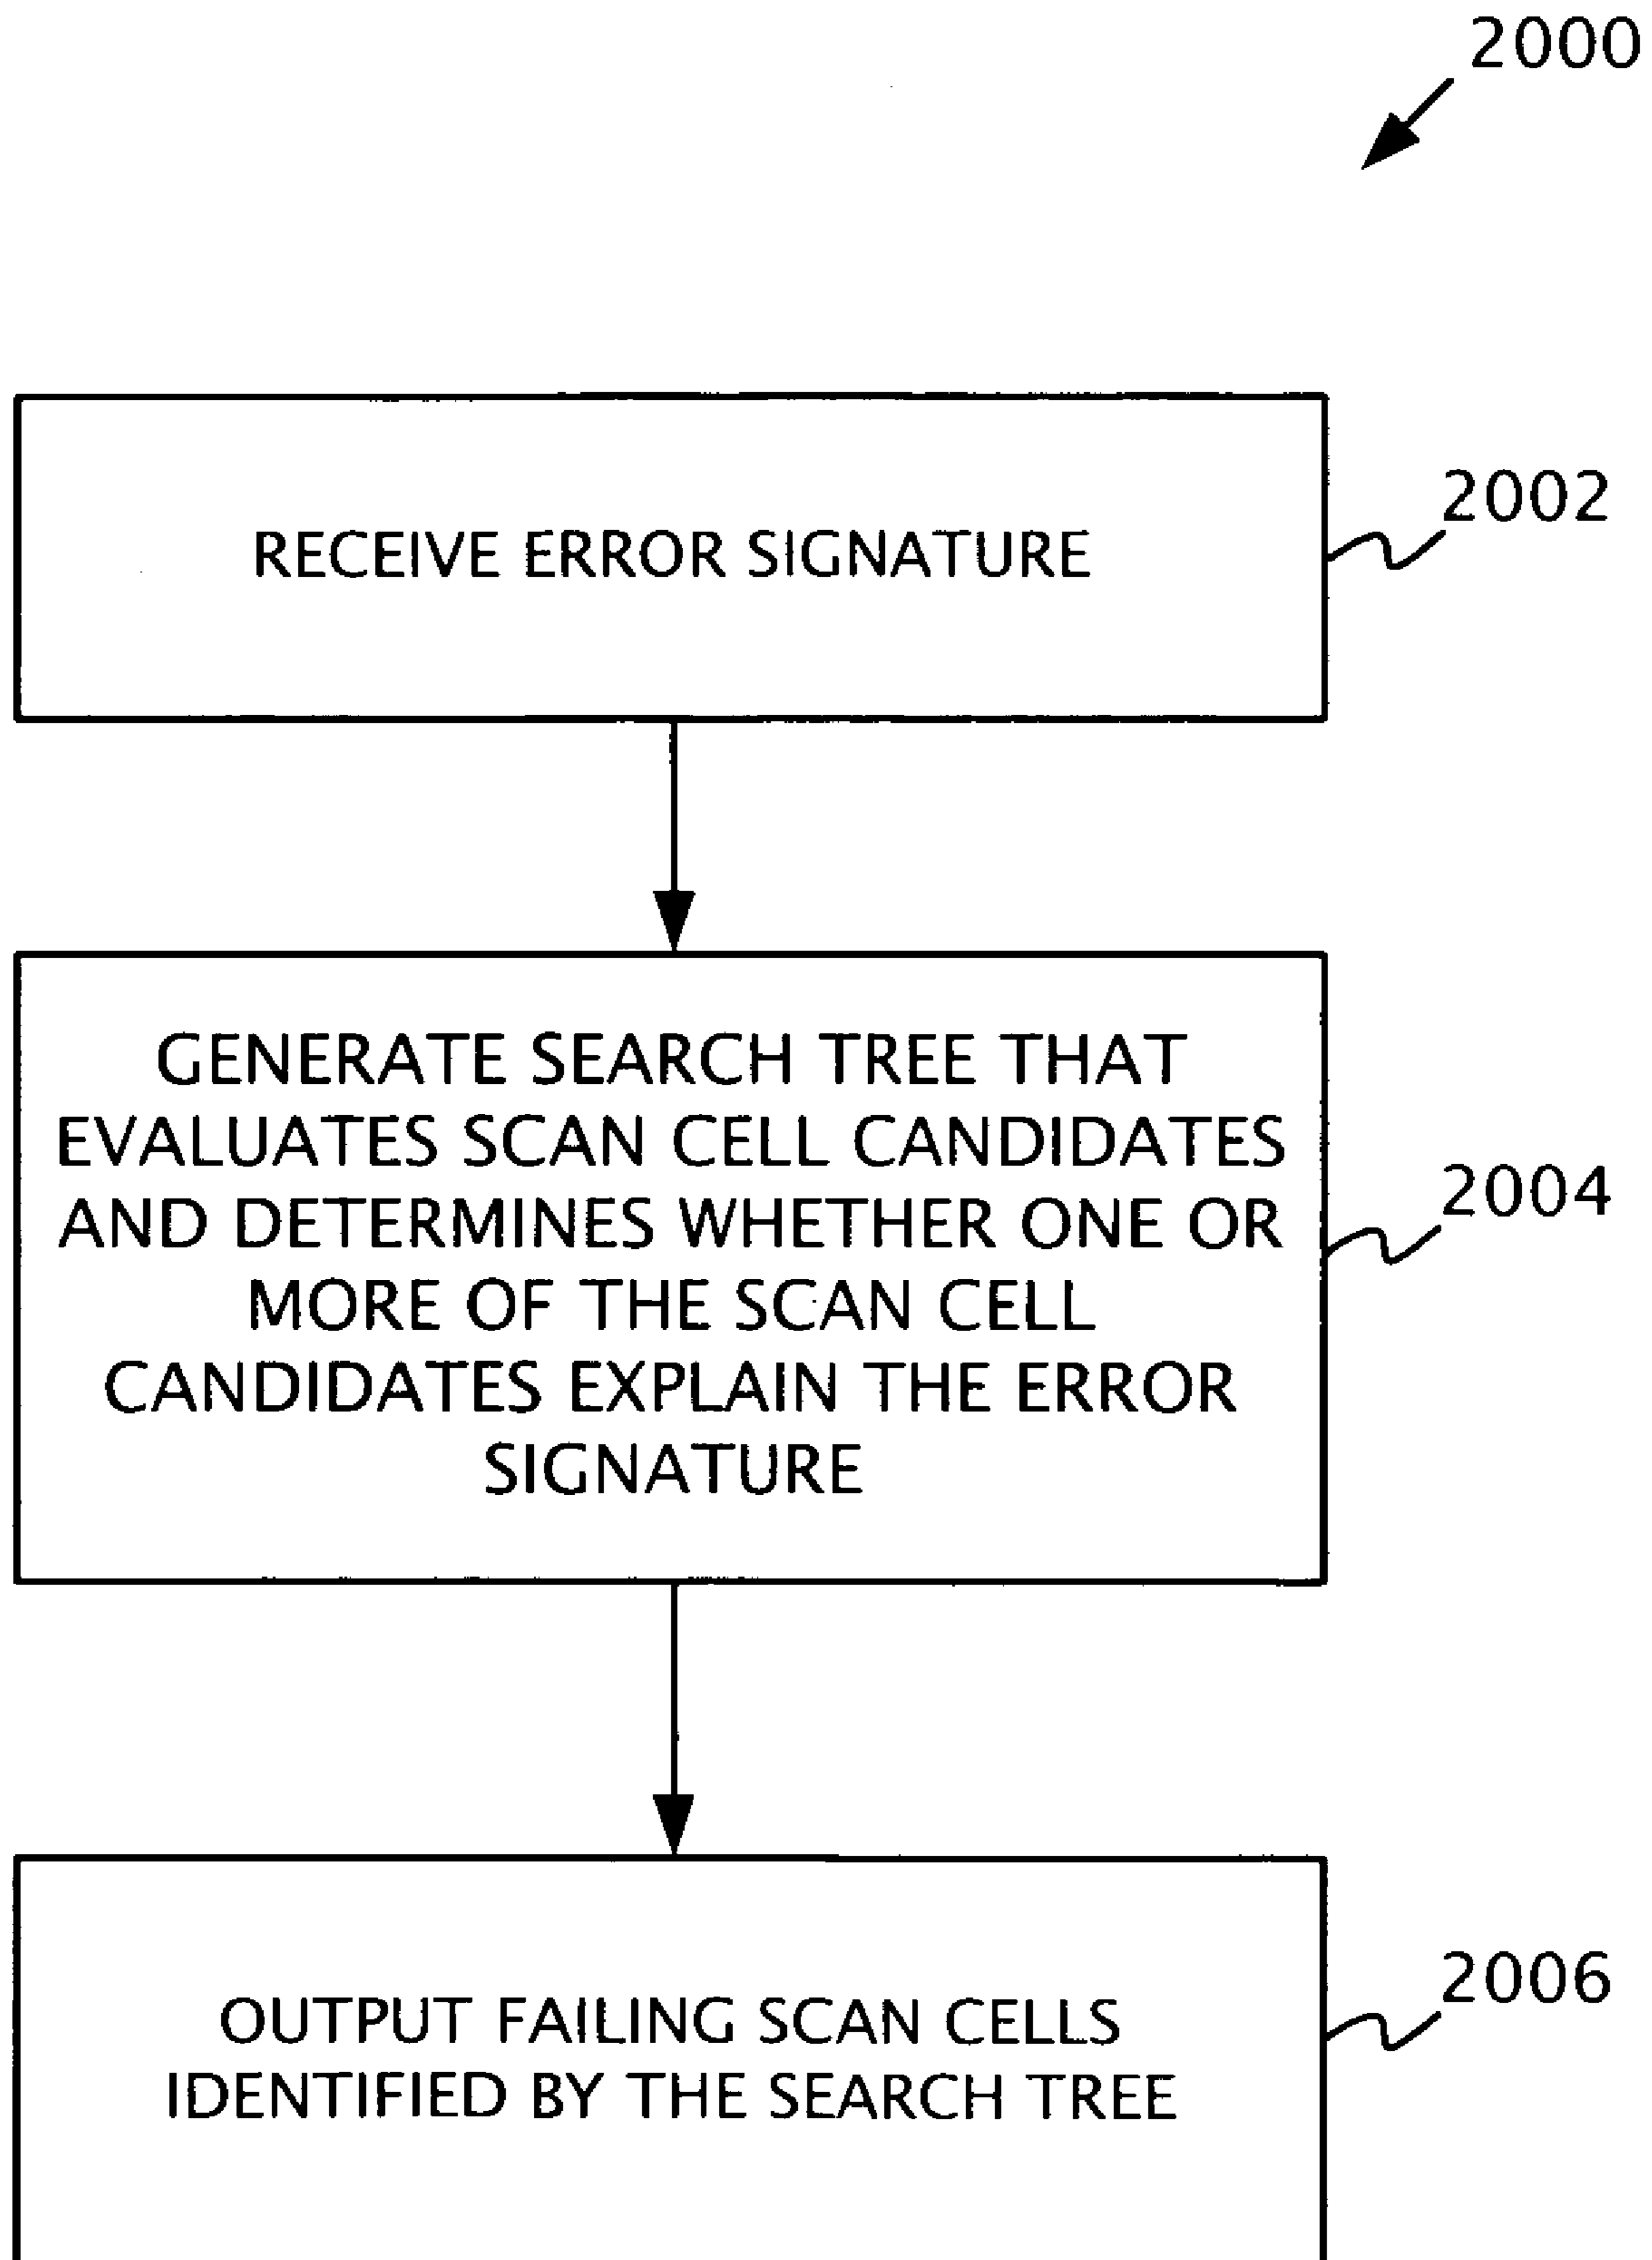 2000
RECEIVE ERROR SIGNATURE
2002
GENERATE SEARCH TREE THAT
EVALUATES SCAN CELL CANDIDATES
AND DETERMINES WHETHER ONE OR
MORE OF THE SCAN CELL
CANDIDATES EXPLAIN THE ERROR
SIGNATURE
2004
OUTPUT FAILING SCAN CELLS
IDENTIFIED BY THE SEARCH TREE
2006